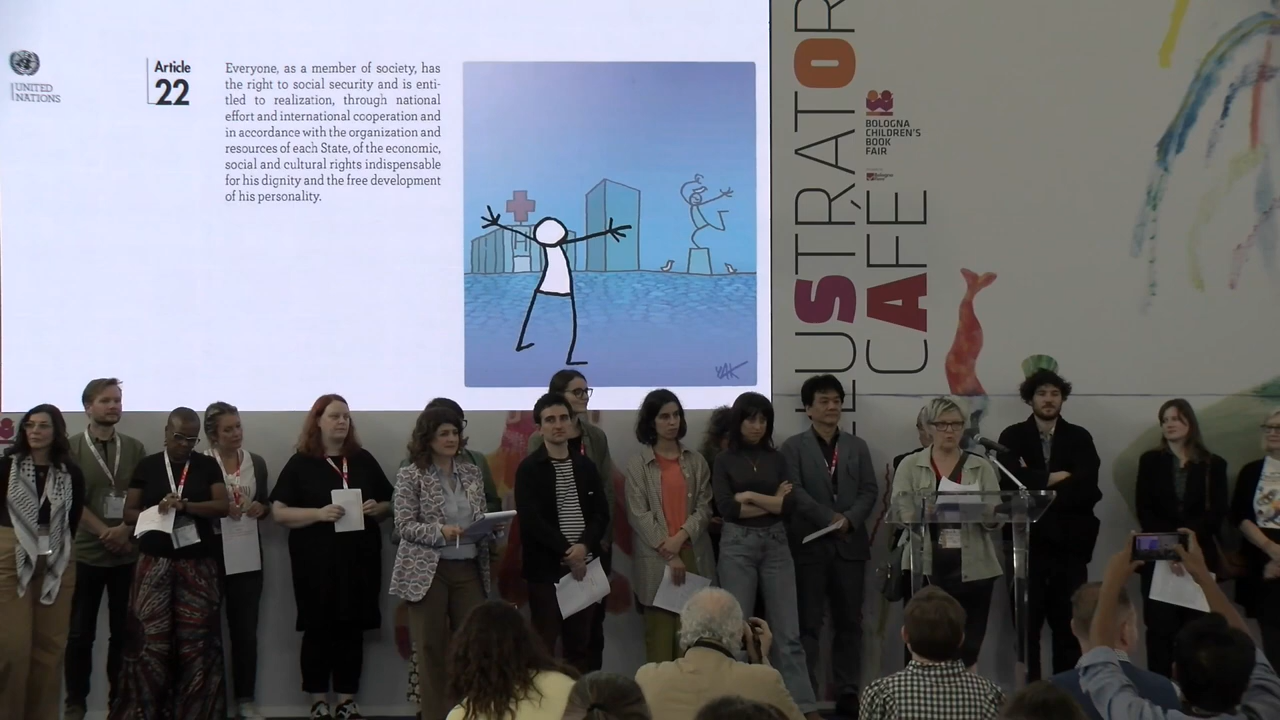 UNITED
NATIONS
Article
22
Everyone, as a member of society, has
the right to social security and is enti-
tled to realization, through national
effort and international cooperation and
in accordance with the organization and
resources of each State, of the economic,
social and cultural rights indispensable
for his dignity and the free development
of his personality.
YAK
ILLUSTRATOR
CAFÉ
BOLOGNA
CHILDREN'S
BOOK
FAIR